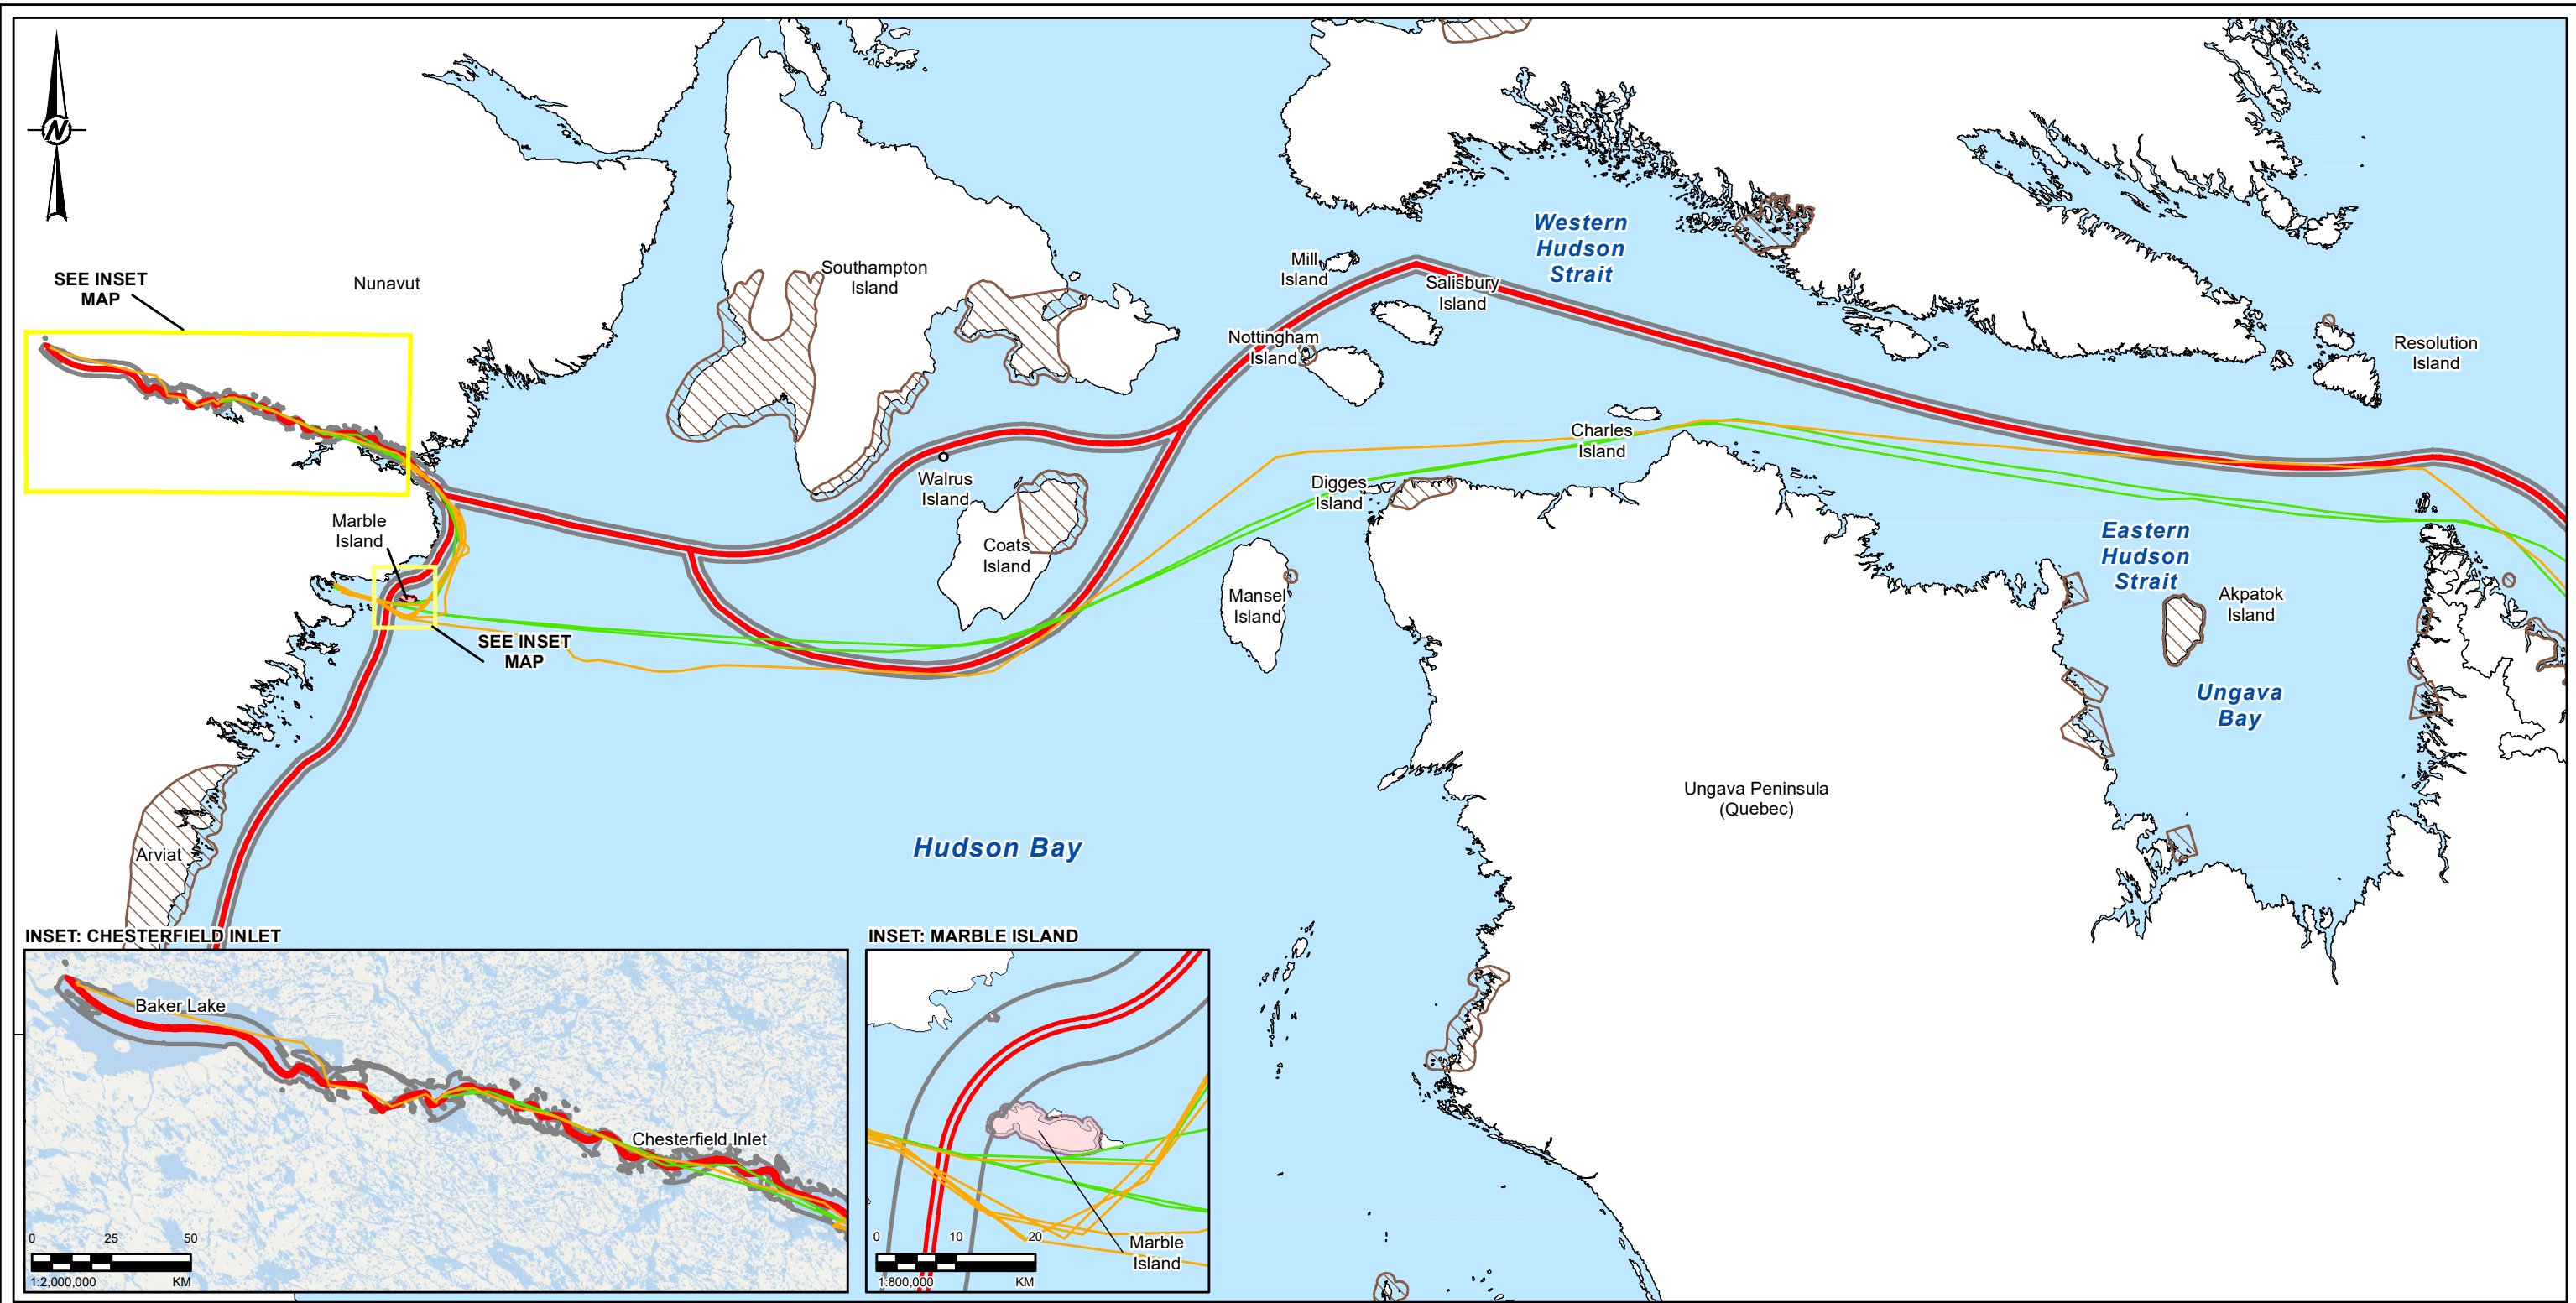 N
SEE INSET
MAP
Nunavut
Southampton
Island
Mill
Island
Western
Hudson
Strait
Salisbury
Island
Nottingham
Island
Resolution
Island
Charles
Island
Walrus
Island
Digges
Island
Marble
Island
Coats
Island
Eastern
Hudson
Strait
Mansel
Island
Akpatok
Island
SEE INSET
MAP
Ungava
Bay
Ungava Peninsula
(Quebec)
Hudson Bay
Arviat
INSET: CHESTERFIELD INLET
Baker Lake
Chesterfield Inlet
0 25 50
1:2,000,000 KM
INSET: MARBLE ISLAND
0 10 20
1:800,000 KM
Marble
Island